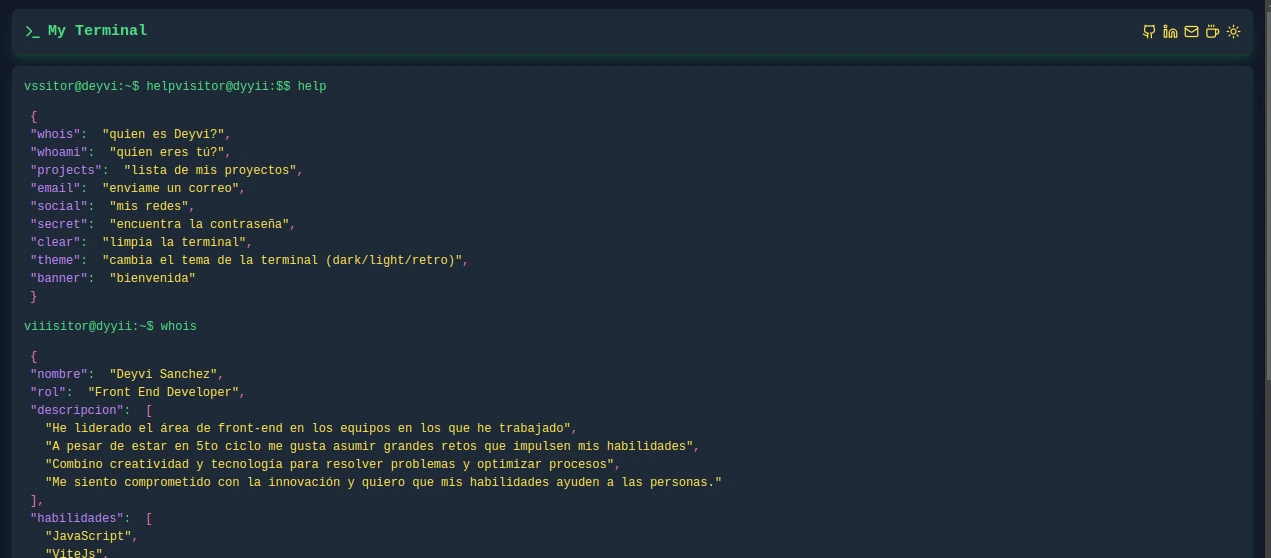 My Terminal
vssitor@deyvi:~$ helpvisitor@dyyii:$$ help
{
"whois":  "quien es Deyvi?",
"whoami":  "quien eres tú?",
"projects":  "lista de mis proyectos",
"email":  "enviame un correo",
"social":  "mis redes",
"secret":  "encuentra la contraseña",
"clear":  "limpia la terminal",
"theme":  "cambia el tema de la terminal (dark/light/retro)",
"banner":  "bienvenida"
}
viiisitor@dyyii:~$ whois
{
"nombre":  "Deyvi Sanchez",
"rol":  "Front End Developer",
"descripcion":  [
"He liderado el área de front-end en los equipos en los que he trabajado",
"A pesar de estar en 5to ciclo me gusta asumir grandes retos que impulsen mis habilidades",
"Combino creatividad y tecnología para resolver problemas y optimizar procesos",
"Me siento comprometido con la innovación y quiero que mis habilidades ayuden a las personas."
],
"habilidades":  [
"JavaScript",
"ViteJs",